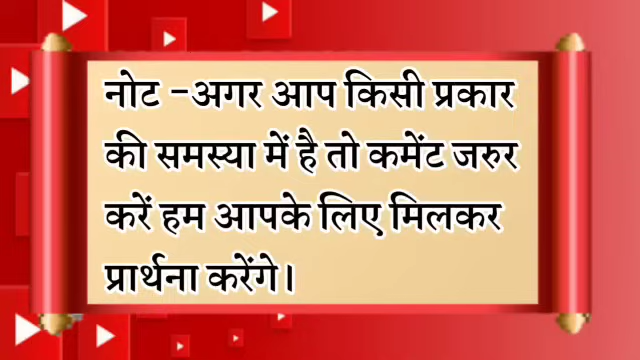 नोट -अगर आप किसी प्रकार
की समस्या में है तो कमेंट जरुर
करें हम आपके लिए मिलकर
प्रार्थना करेंगे।